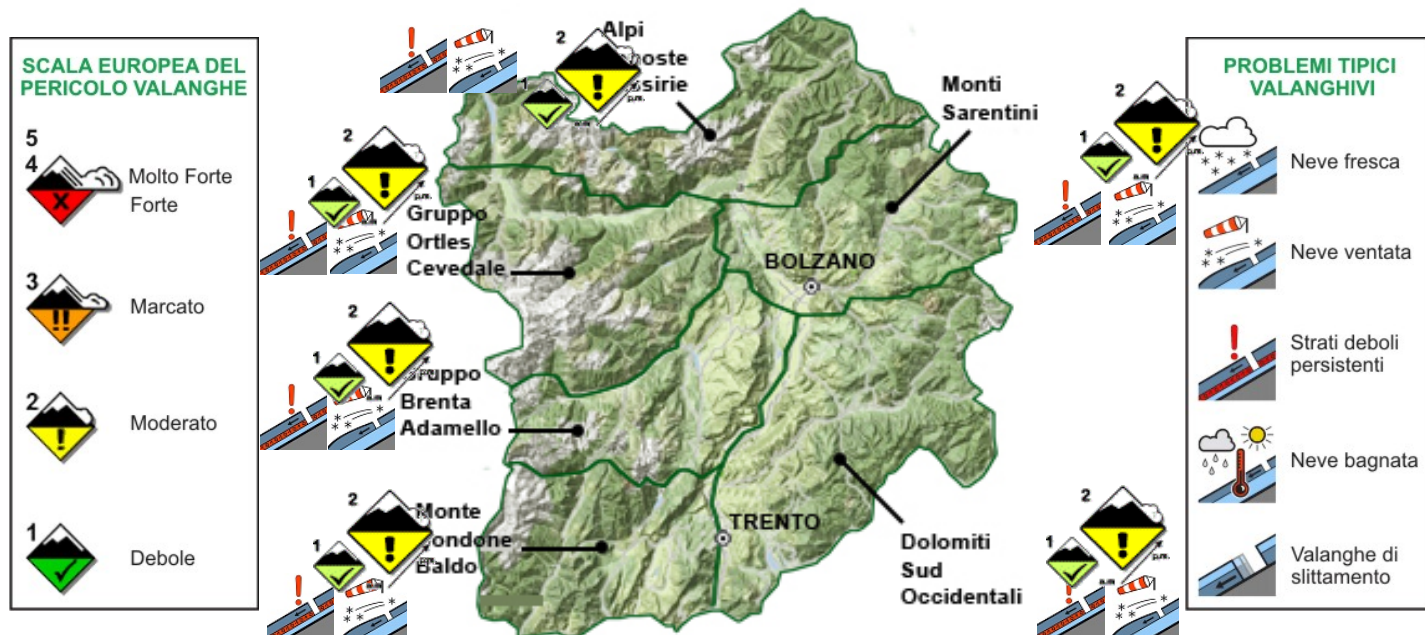 SCALA EUROPEA DEL
PERICOLO VALANGHE
5
4
Molto Forte
Forte
3
Marcato
2
Moderato
1
Debole
2
1
a.m
p.m.
Alpi
2
1
a.m
p.m.
Gruppo
Ortles
Cevedale
2
1
a.m
p.m.
Brenta
Adamello
2
1
a.m
p.m.
Monte
Baldo
BOLZANO
TRENTO
Monti
Sarentini
2
1
a.m
p.m.
Dolomiti
Sud
Occidentali
2
1
a.m
p.m.
PROBLEMI TIPICI
VALANGHIVI
Neve fresca
Neve ventata
Strati deboli
persistenti
Neve bagnata
Valanghe di
slittamento